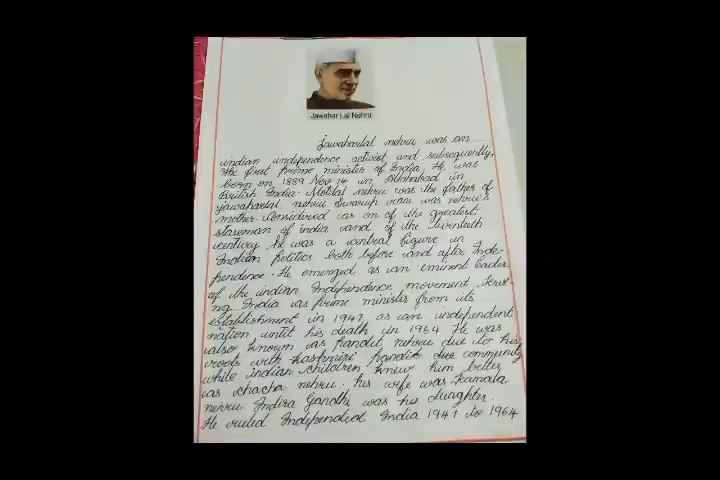 Jawahar Lal Nehru
Jawaharlal nehru was an
indian independence activist and subsequently,
the first prime minister of India. He was
born on 1889 Nov 14 in Allahabad in
British India. Motilal nehru was the father of
jawaharlal nehru Swarup rani was nehru's
mother. Considered as on of the greatest
stateman of india and of the twentieth
century, he was a central figure in
Indian politics both before and after Inde-
pendence. He emerged as an eminent leader
of the indian Independence movement, Servi
ng India as prime minister from its
establishment in 1947 as an independent
nation, until his death in 1964 He was
also known as pandit nehru due to his
roots with kashmiri pandit due community
while indian children knew him better
as chacha nehru. his wife was Kamala
nehru Indira Gandhi was his daughter.
He ruled Independed India 1947 to 1964